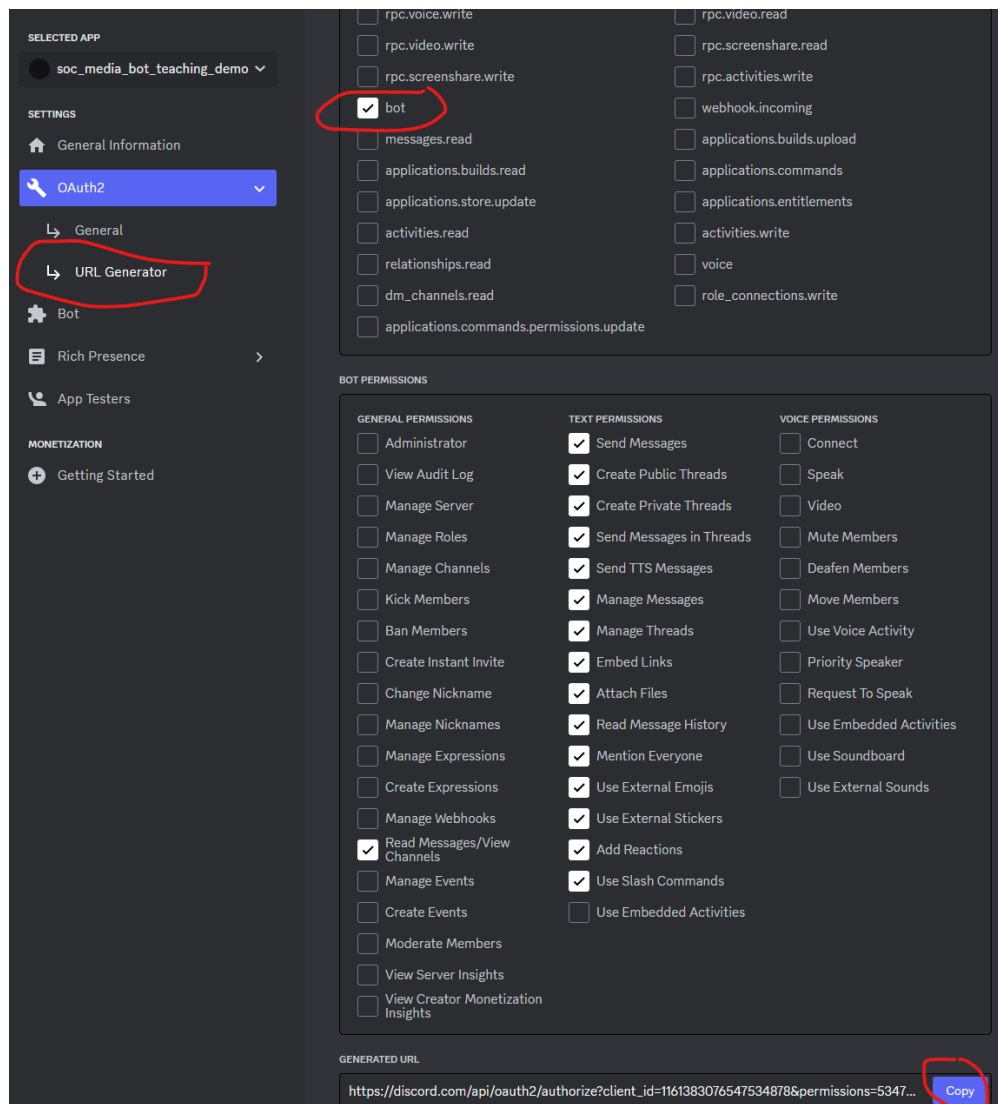 SELECTED APP
soc_media_bot_teaching_demo
SETTINGS
General Information
OAuth2
General
URL Generator
Bot
Rich Presence
App Testers
MONETIZATION
Getting Started
rpc.voice.write
rpc.video.read
rpc.video.write
rpc.screenshare.read
rpc.screenshare.write
rpc.activities.write
bot
webhook.incoming
messages.read
applications.builds.upload
applications.builds.read
applications.commands
applications.store.update
applications.entitlements
activities.read
activities.write
relationships.read
voice
dm_channels.read
role_connections.write
applications.commands.permissions.update
BOT PERMISSIONS
GENERAL PERMISSIONS
Administrator
View Audit Log
Manage Server
Manage Roles
Manage Channels
Kick Members
Ban Members
Create Instant Invite
Change Nickname
Manage Nicknames
Manage Expressions
Create Expressions
Manage Webhooks
Read Messages/View
Channels
Manage Events
Create Events
Moderate Members
View Server Insights
View Creator Monetization
Insights
TEXT PERMISSIONS
Send Messages
Create Public Threads
Create Private Threads
Send Messages in Threads
Send TTS Messages
Manage Messages
Manage Threads
Embed Links
Attach Files
Read Message History
Mention Everyone
Use External Emojis
Use External Stickers
Add Reactions
Use Slash Commands
Use Embedded Activities
VOICE PERMISSIONS
Connect
Speak
Video
Mute Members
Deafen Members
Move Members
Use Voice Activity
Priority Speaker
Request To Speak
Use Embedded Activities
Use Soundboard
Use External Sounds
GENERATED URL
https://discord.com/api/oauth2/authorize?client_id=1161383076547534878&permissions=5347...
Copy